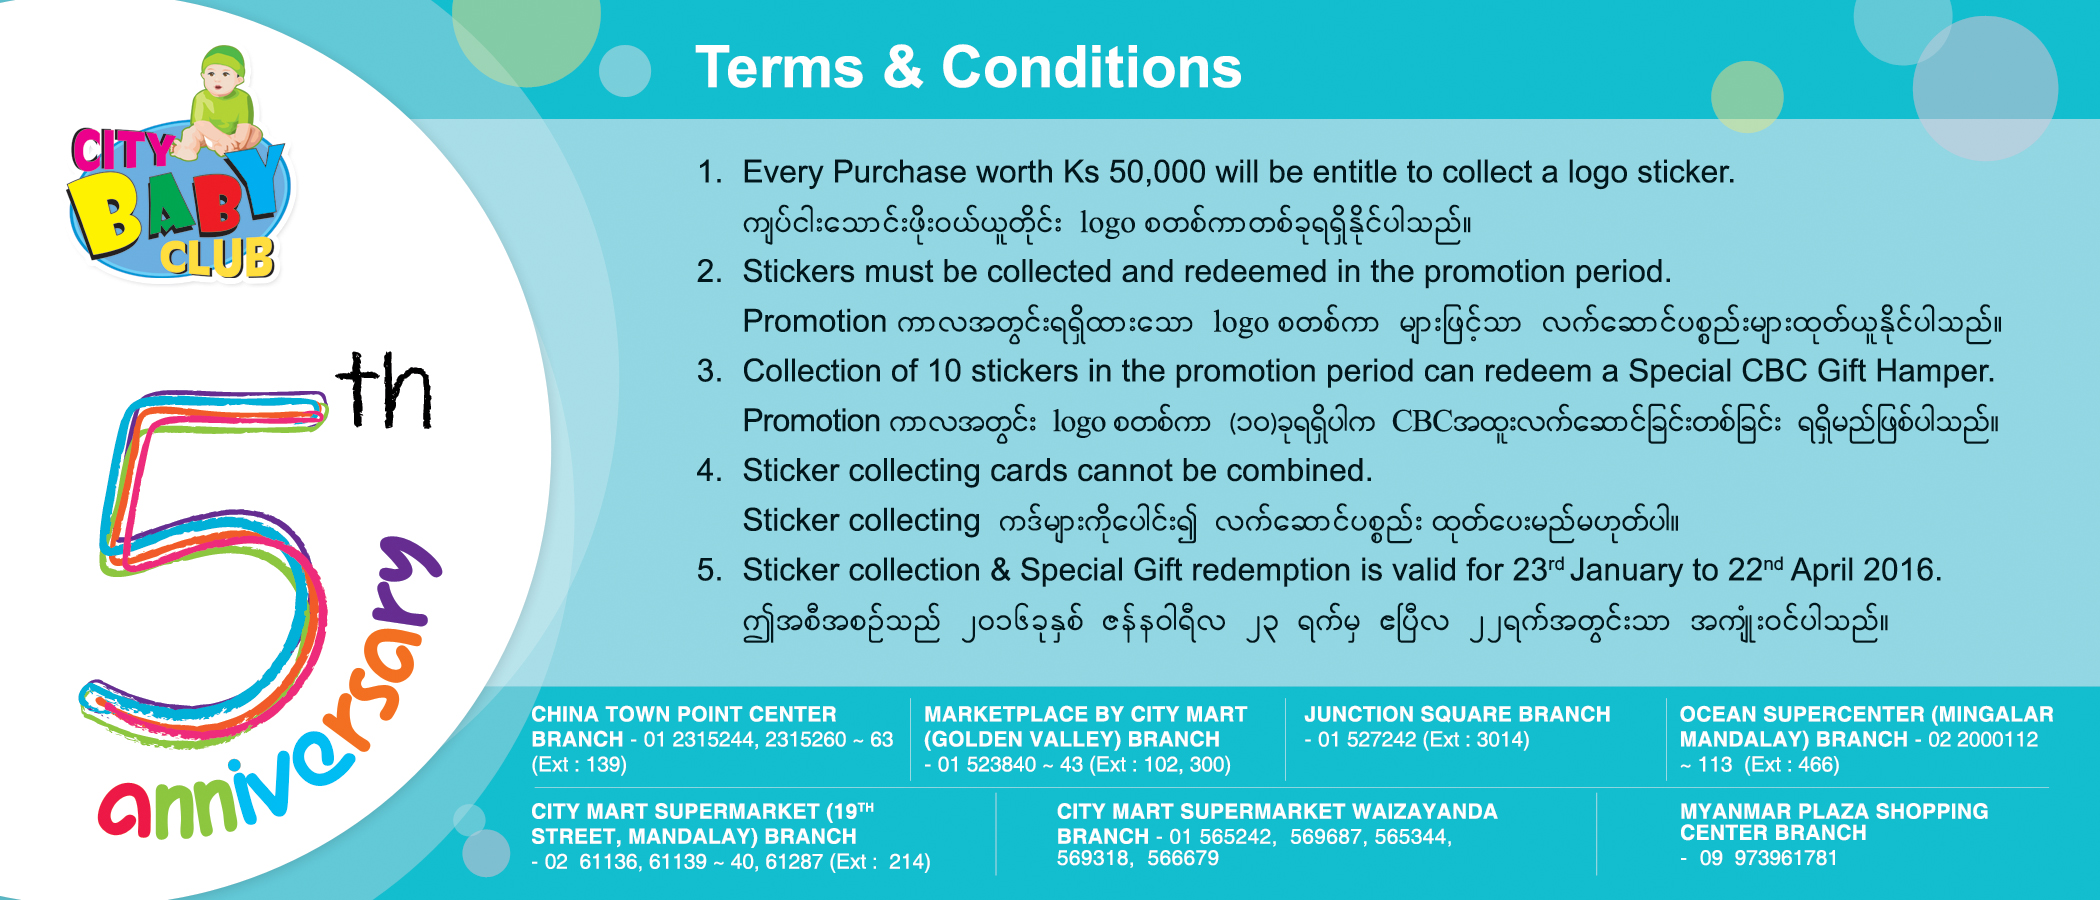 CITY
BABY
CLUB
5th
anniversary
Terms & Conditions
1. Every Purchase worth Ks 50,000 will be entitle to collect a logo sticker.
ကျပ်ငါးသောင်းဖိုးဝယ်ယူတိုင်း logo စတစ်ကာတစ်ခုရရှိနိုင်ပါသည်။
2. Stickers must be collected and redeemed in the promotion period.
Promotion ကာလအတွင်းရရှိထားသော logo စတစ်ကာ များဖြင့်သာ လက်ဆောင်ပစ္စည်းများထုတ်ယူနိုင်ပါသည်။
3. Collection of 10 stickers in the promotion period can redeem a Special CBC Gift Hamper.
Promotion ကာလအတွင်း logo စတစ်ကာ (၁၀)ခုရရှိပါက CBCအထူးလက်ဆောင်ခြင်းတစ်ခြင်း ရရှိမည်ဖြစ်ပါသည်။
4. Sticker collecting cards cannot be combined.
Sticker collecting ကဒ်များကိုပေါင်း၍ လက်ဆောင်ပစ္စည်း ထုတ်ပေးမည်မဟုတ်ပါ။
5. Sticker collection & Special Gift redemption is valid for 23rd January to 22nd April 2016.
ဤအစီအစဉ်သည် ၂၀၁၆ခုနှစ် ဇန်နဝါရီလ ၂၃ ရက်မှ ဧပြီလ ၂၂ရက်အတွင်းသာ အကျုံးဝင်ပါသည်။
CHINA TOWN POINT CENTER
BRANCH - 01 2315244, 2315260 ~ 63
(Ext : 139)
MARKETPLACE BY CITY MART
(GOLDEN VALLEY) BRANCH
- 01 523840 ~ 43 (Ext : 102, 300)
JUNCTION SQUARE BRANCH
- 01 527242 (Ext : 3014)
OCEAN SUPERCENTER (MINGALAR
MANDALAY) BRANCH - 02 2000112
~ 113 (Ext : 466)
CITY MART SUPERMARKET (19TH
STREET, MANDALAY) BRANCH
- 02 61136, 61139 ~ 40, 61287 (Ext : 214)
CITY MART SUPERMARKET WAIZAYANDA
BRANCH - 01 565242, 569687, 565344,
569318, 566679
MYANMAR PLAZA SHOPPING
CENTER BRANCH
- 09 973961781